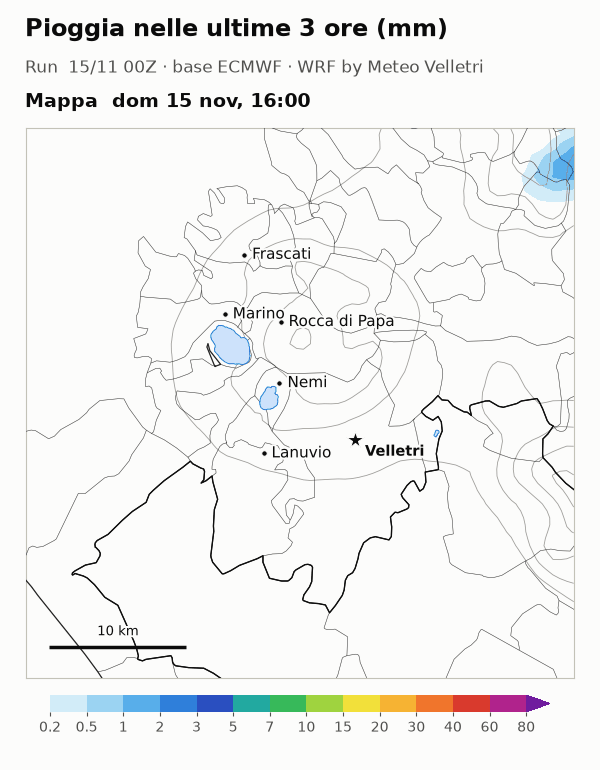 Pioggia nelle ultime 3 ore (mm)
Run  15/11 00Z · base ECMWF · WRF by Meteo Velletri
Mappa  dom 15 nov, 16:00
Frascati
Marino
Rocca di Papa
Nemi
Velletri
Lanuvio
10 km
0.2 0.5 1 2 3 5 7 10 15 20 30 40 60 80